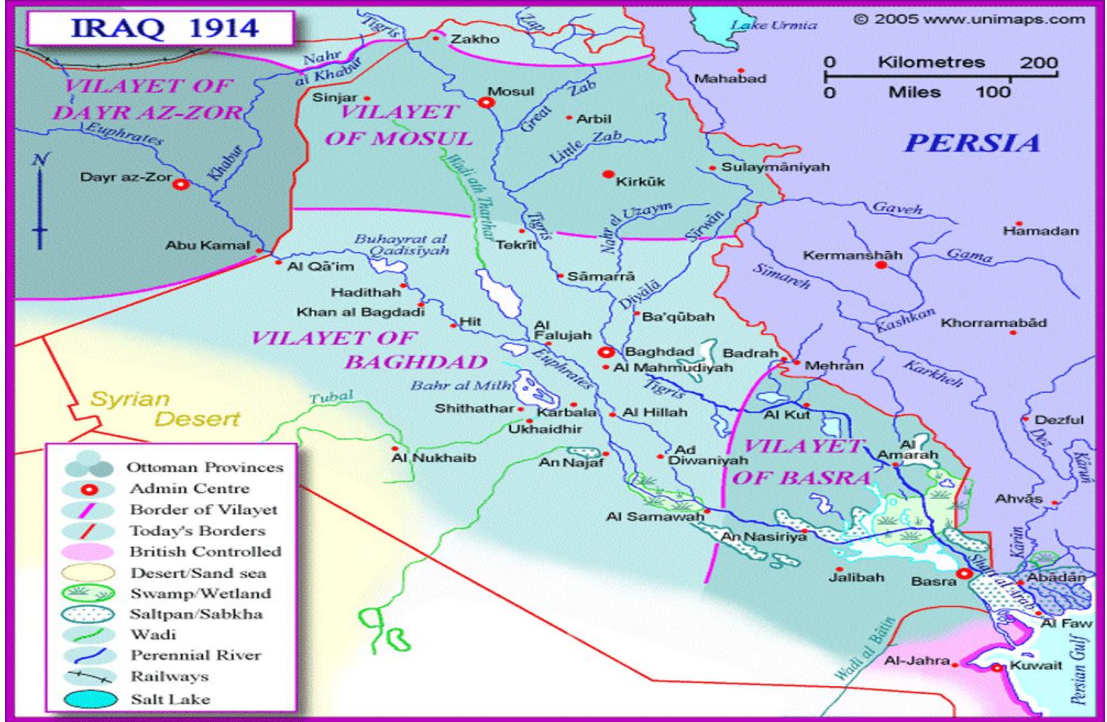 IRAQ 1914
© 2005 www.unimaps.com
0 Kilometres 200
0 Miles 100
Tigris
Zap
Lake Urmia
Zakho
Nahr
al Khabur
Mahabad
VILAYET OF
DAYR AZ-ZOR
Sinjar
Mosul
VILAYET
OF MOSUL
Great Zab
Arbil
Little Zab
PERSIA
Euphrates
Khabur
N
Dayr az-Zor
Wadi ath Tharthar
Kirkūk
Sulaymāniyah
Tigris
Nahr el Uzaym
Sirwān
Gaveh
Hamadan
Abu Kamal
Buhayrat al
Qadisīyah
Tekrīt
Kermanshāh
Gama
Al Qā'im
Sāmarrā
Simareh
Hadithah
Khan al Bagdadi
Diyālā
Ba'qūbah
Kashkan
Khorramabād
Hit
Al
Falujah
VILAYET OF
BAGHDAD
Baghdad
Badrah
Mehran
Al Mahmudiyah
Euphrates
Tigris
Karkheh
Bahr al Milh
Syrian
Desert
Tubal
Shithathar
Karbala
Al Hillah
Al Kut
Dezful
Ukhaidhir
Dez
VILAYET
OF BASRA
Al
Amarah
Al Nukhaib
An Najaf
Ad
Diwaniyah
Kārūn
Ahvās
Al Samawah
An Nasiriya
Kārūn
Jalibah
Basra
Shatt al Arab
Abādān
Al Faw
Wadi al Bātin
Al-Jahra
Kuwait
Persian Gulf
Ottoman Provinces
Admin Centre
Border of Vilayet
Today's Borders
British Controlled
Desert/Sand sea
Swamp/Wetland
Saltpan/Sabkha
Wadi
Perennial River
Railways
Salt Lake